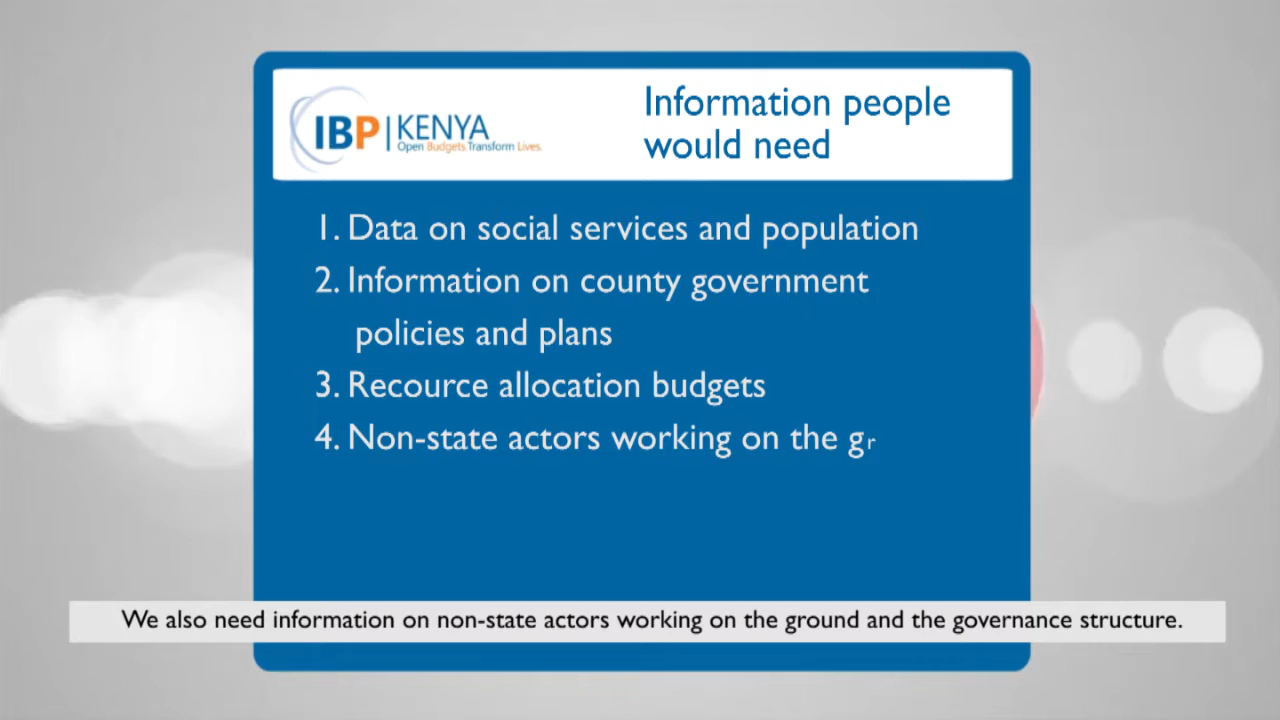 IBP | KENYA
Open Budgets. Transform Lives.
Information people
would need
1. Data on social services and population
2. Information on county government
policies and plans
3. Recource allocation budgets
4. Non-state actors working on the gr
We also need information on non-state actors working on the ground and the governance structure.